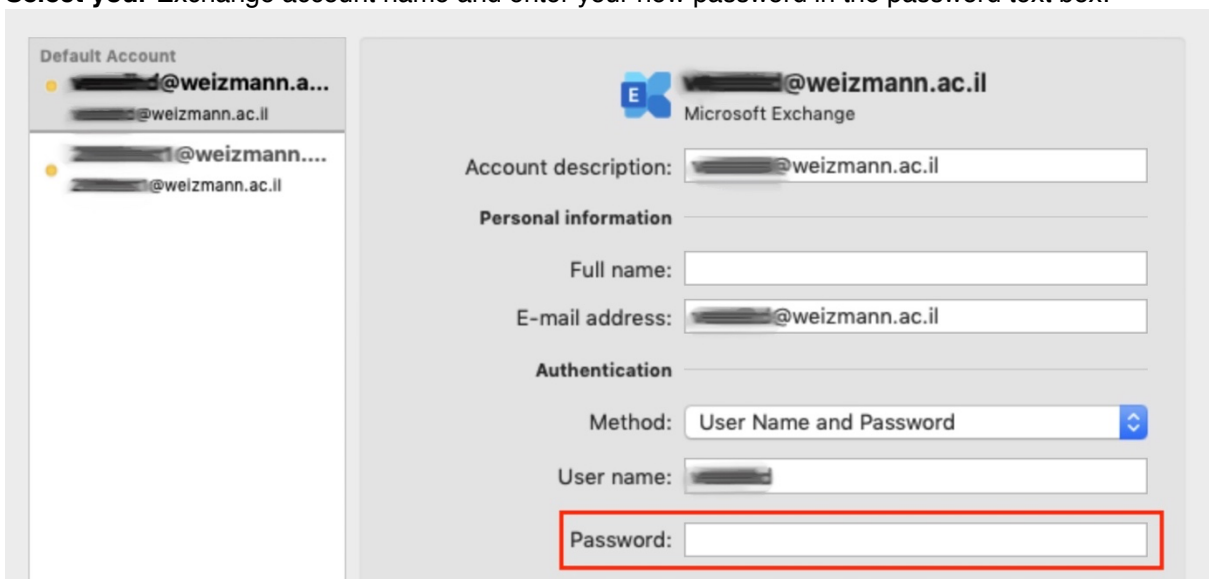 Select your Exchange account name and enter your new password in the password text box.
Default Account
@weizmann.a...
@weizmann.ac.il
1@weizmann....
@weizmann.ac.il
E
@weizmann.ac.il
Microsoft Exchange
Account description: @weizmann.ac.il
Personal information
Full name:
E-mail address: @weizmann.ac.il
Authentication
Method: User Name and Password
User name:
Password: